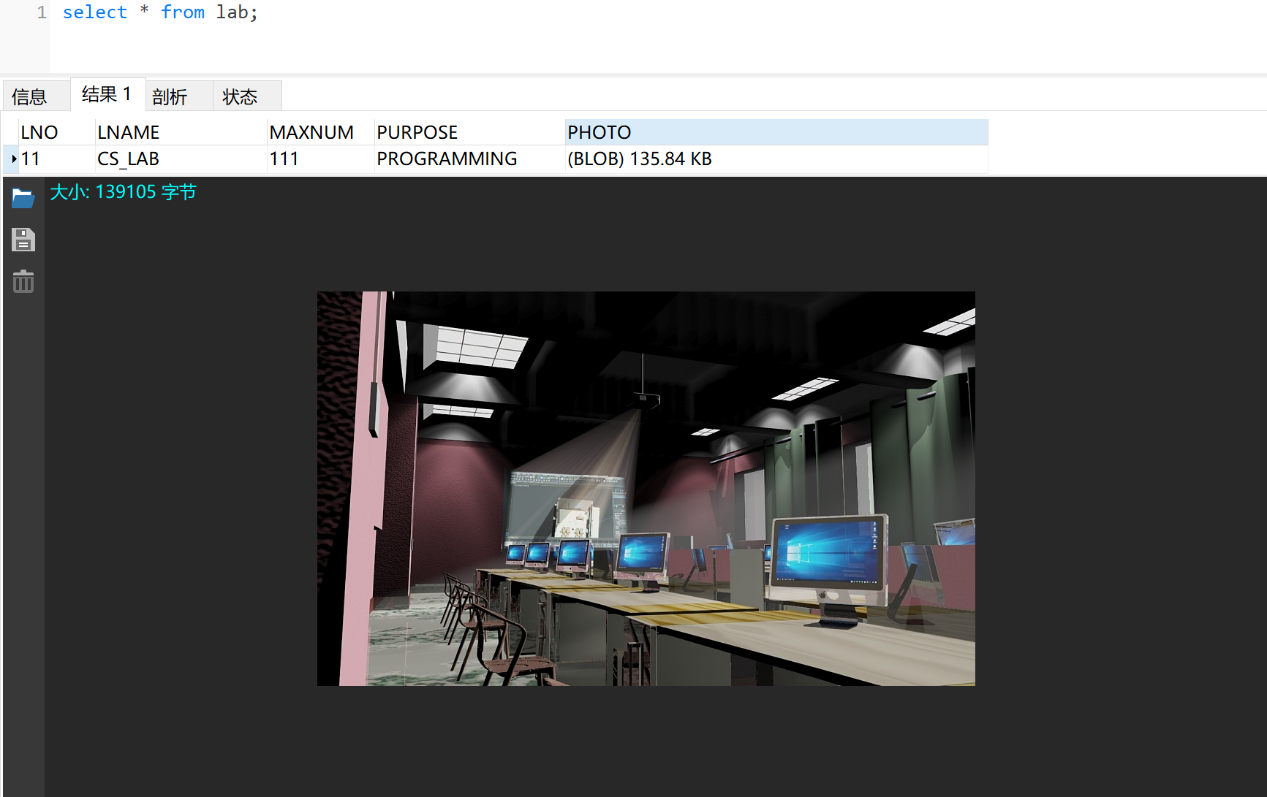 1 select * from lab;
信息 结果 1 剖析 状态
LNO LNAME MAXNUM PURPOSE PHOTO
11 CS_LAB 111 PROGRAMMING (BLOB) 135.84 KB
大小: 139105 字节